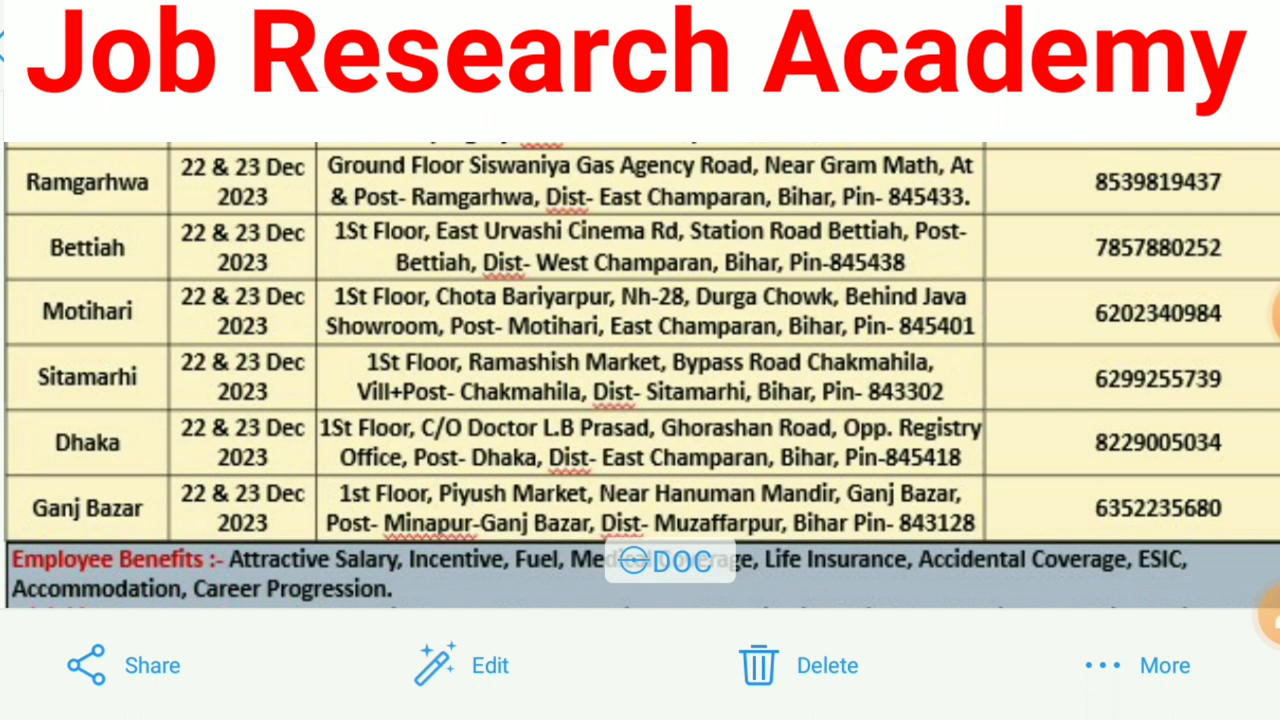 Job Research Academy
Ramgarhwa
22 & 23 Dec
2023
Ground Floor Siswaniya Gas Agency Road, Near Gram Math, At
& Post- Ramgarhwa, Dist- East Champaran, Bihar, Pin- 845433.
8539819437
Bettiah
22 & 23 Dec
2023
1St Floor, East Urvashi Cinema Rd, Station Road Bettiah, Post-
Bettiah, Dist- West Champaran, Bihar, Pin-845438
7857880252
Motihari
22 & 23 Dec
2023
1St Floor, Chota Bariyarpur, Nh-28, Durga Chowk, Behind Java
Showroom, Post- Motihari, East Champaran, Bihar, Pin- 845401
6202340984
Sitamarhi
22 & 23 Dec
2023
1St Floor, Ramashish Market, Bypass Road Chakmahila,
Vill+Post- Chakmahila, Dist- Sitamarhi, Bihar, Pin- 843302
6299255739
Dhaka
22 & 23 Dec
2023
1St Floor, C/O Doctor L.B Prasad, Ghorashan Road, Opp. Registry
Office, Post- Dhaka, Dist- East Champaran, Bihar, Pin-845418
8229005034
Ganj Bazar
22 & 23 Dec
2023
1st Floor, Piyush Market, Near Hanuman Mandir, Ganj Bazar,
Post- Minapur-Ganj Bazar, Dist- Muzaffarpur, Bihar Pin- 843128
6352235680
Employee Benefits :- Attractive Salary, Incentive, Fuel, Medical Coverage, Life Insurance, Accidental Coverage, ESIC,
Accommodation, Career Progression.
DOC
Share
Edit
Delete
More